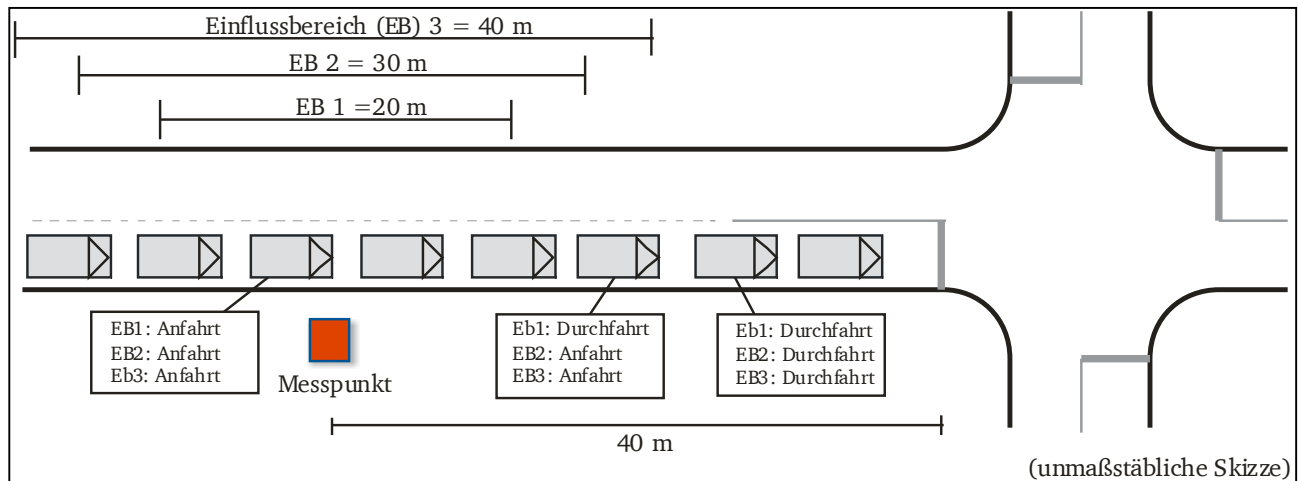 Einflussbereich (EB) 3 = 40 m
EB 2 = 30 m
EB 1 =20 m
EB1: Anfahrt
EB2: Anfahrt
Eb3: Anfahrt
Messpunkt
Eb1: Durchfahrt
EB2: Anfahrt
EB3: Anfahrt
Eb1: Durchfahrt
EB2: Durchfahrt
EB3: Durchfahrt
40 m
(unmaßstäbliche Skizze)